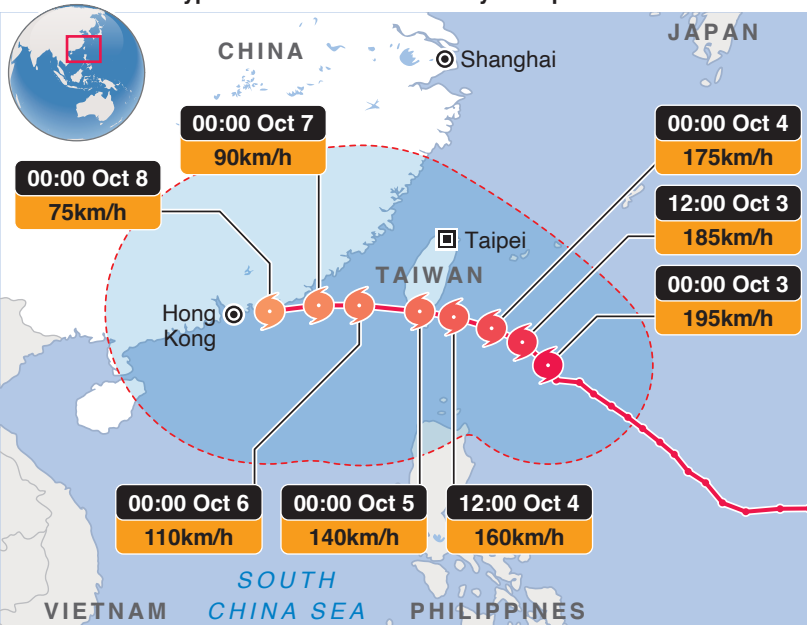 JAPAN
CHINA
Shanghai
00:00 Oct 7
90km/h
00:00 Oct 4
175km/h
00:00 Oct 8
75km/h
12:00 Oct 3
185km/h
Taipei
TAIWAN
00:00 Oct 3
195km/h
Hong
Kong
00:00 Oct 6
110km/h
00:00 Oct 5
140km/h
12:00 Oct 4
160km/h
SOUTH
CHINA SEA
VIETNAM
PHILIPPINES